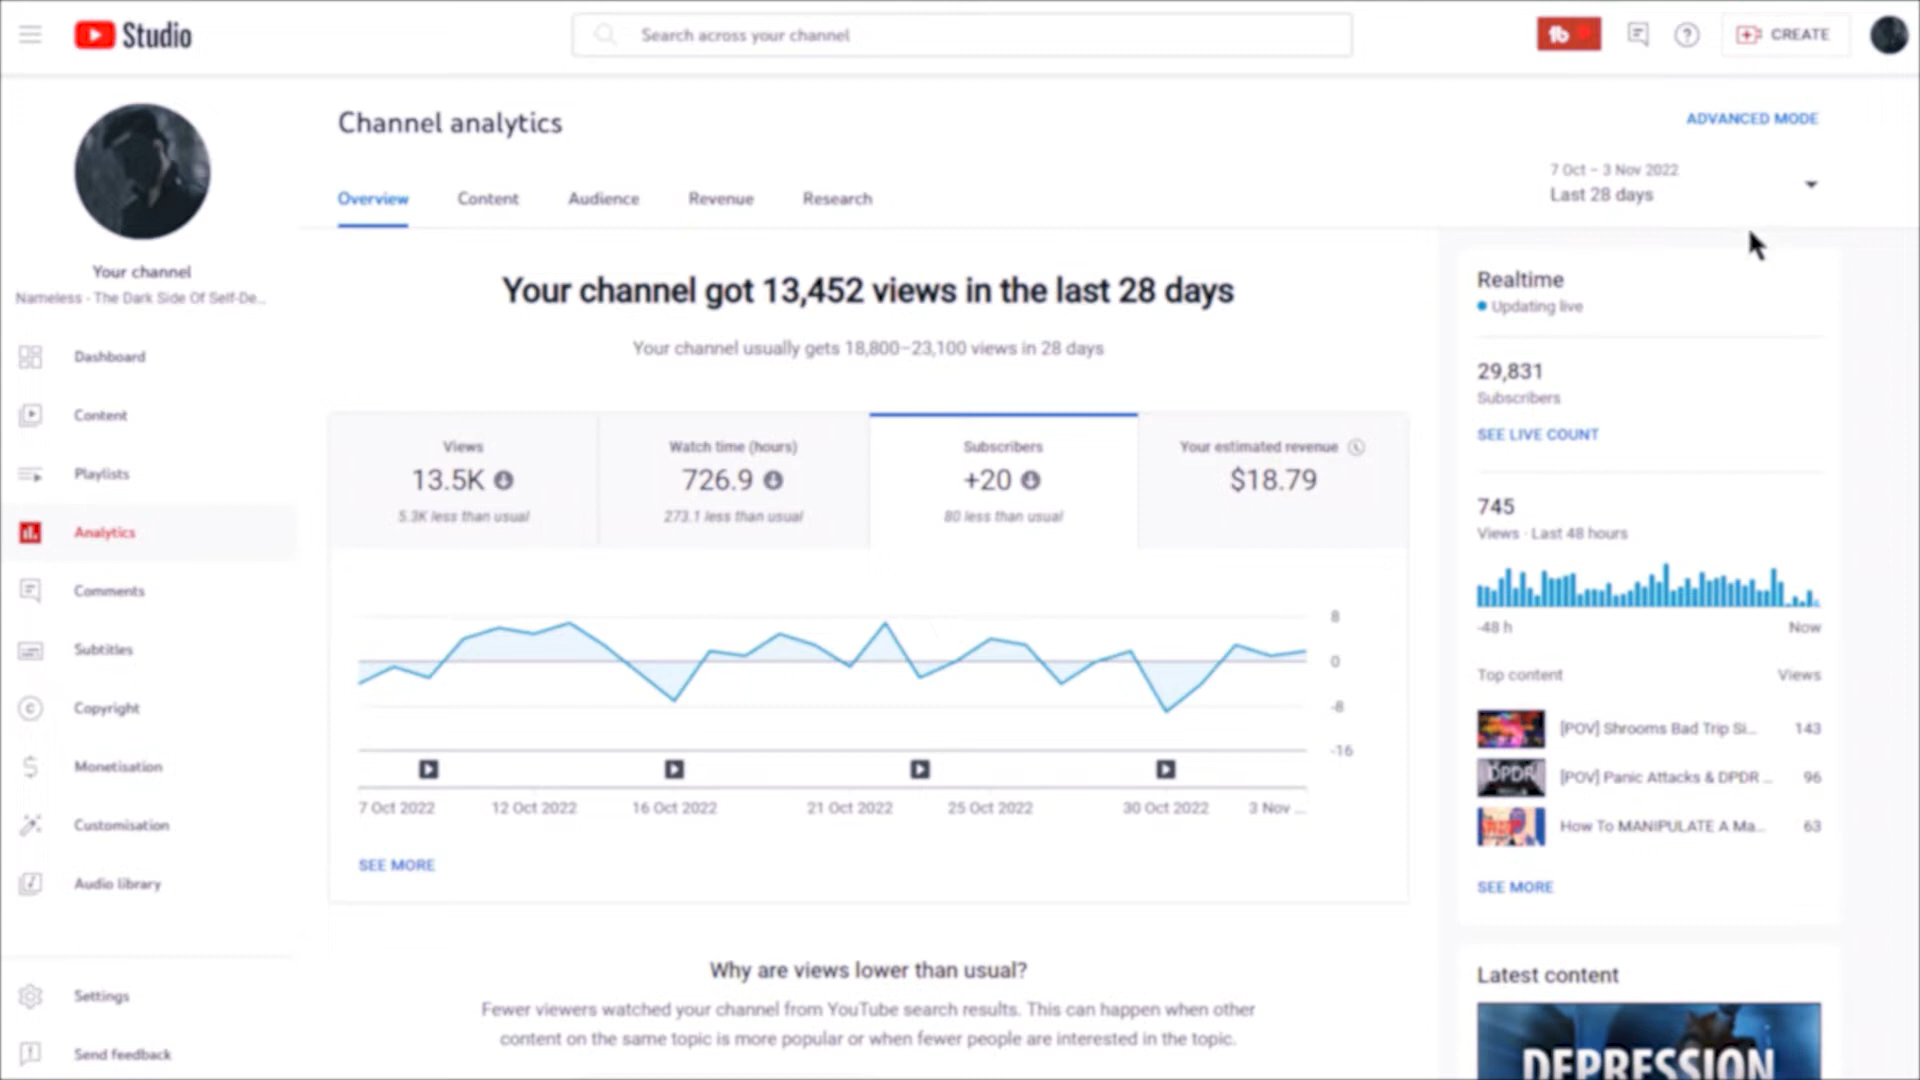 Studio
Search across your channel
CREATE
Your channel
Nameless - The Dark Side Of Self-De...
Dashboard
Content
Playlists
Analytics
Comments
Subtitles
Copyright
Monetisation
Customisation
Audio library
Settings
Send feedback
Channel analytics
ADVANCED MODE
Overview Content Audience Revenue Research
7 Oct – 3 Nov 2022
Last 28 days
Your channel got 13,452 views in the last 28 days
Your channel usually gets 18,800–23,100 views in 28 days
Views
13.5K
5.3K less than usual
Watch time (hours)
726.9
273.1 less than usual
Subscribers
+20
80 less than usual
Your estimated revenue
$18.79
8
0
-8
-16
7 Oct 2022 12 Oct 2022 16 Oct 2022 21 Oct 2022 25 Oct 2022 30 Oct 2022 3 Nov ...
SEE MORE
Why are views lower than usual?
Fewer viewers watched your channel from YouTube search results. This can happen when other
content on the same topic is more popular or when fewer people are interested in the topic.
Realtime
Updating live
29,831
Subscribers
SEE LIVE COUNT
745
Views · Last 48 hours
-48 h Now
Top content Views
[POV] Shrooms Bad Trip Si... 143
DPDR
[POV] Panic Attacks & DPDR ... 96
How To MANIPULATE A Ma... 63
SEE MORE
Latest content
DEPRESSION